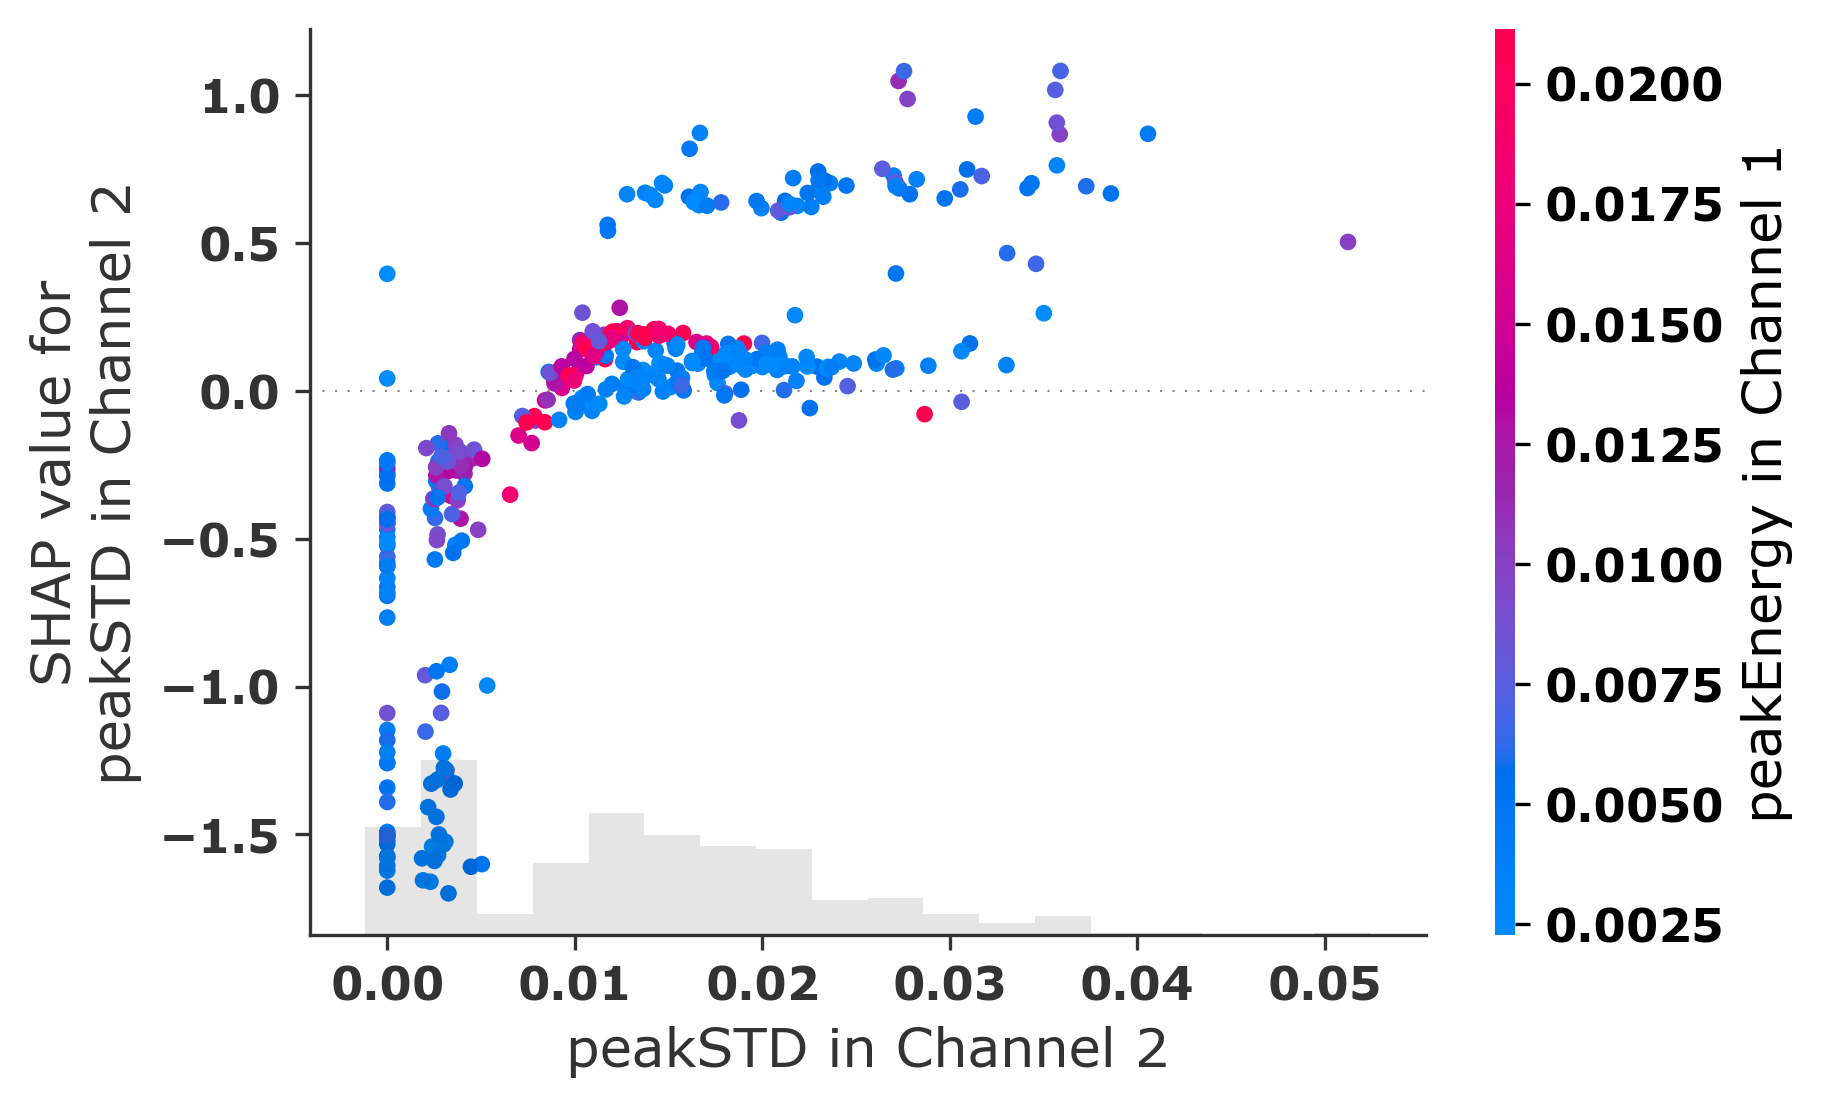 SHAP value for
peakSTD in Channel 2
1.0
0.5
0.0
−0.5
−1.0
−1.5
0.00 0.01 0.02 0.03 0.04 0.05
peakSTD in Channel 2
0.0200
0.0175
0.0150
0.0125
0.0100
0.0075
0.0050
0.0025
peakEnergy in Channel 1